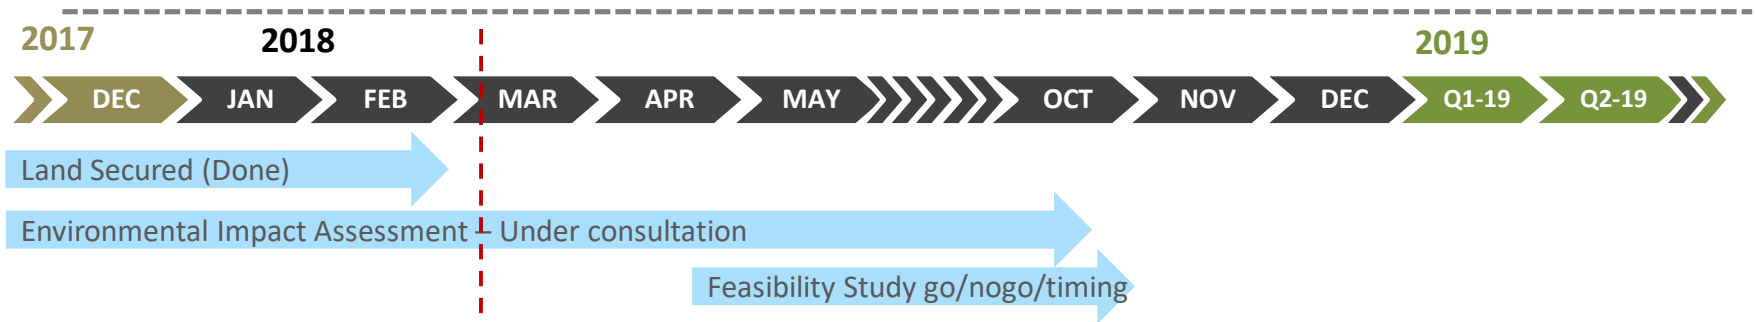 2017 2018 2019
DEC JAN FEB MAR APR MAY OCT NOV DEC Q1-19 Q2-19
Land Secured (Done)
Environmental Impact Assessment – Under consultation
Feasibility Study go/nogo/timing